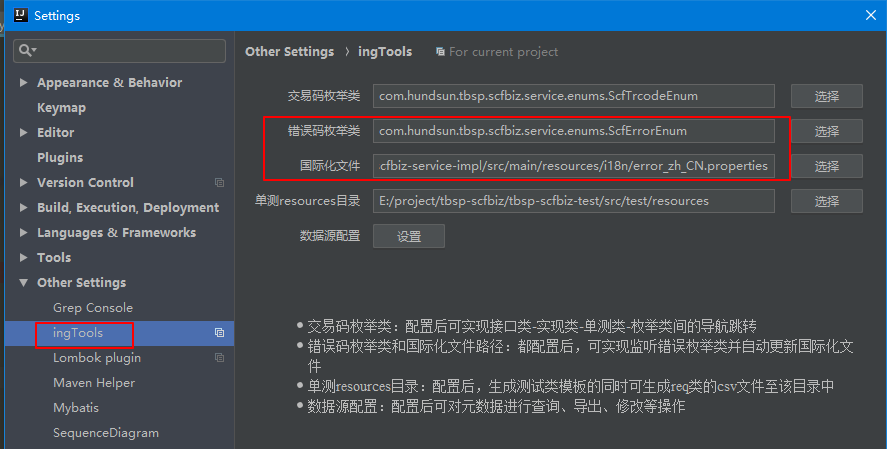 Settings
Other Settings › ingTools For current project
Appearance & Behavior
Keymap
Editor
Plugins
Version Control
Build, Execution, Deployment
Languages & Frameworks
Tools
Other Settings
Grep Console
ingTools
Lombok plugin
Maven Helper
Mybatis
SequenceDiagram
交易码枚举类 com.hundsun.tbsp.scfbiz.service.enums.ScfTrcodeEnum 选择
错误码枚举类 com.hundsun.tbsp.scfbiz.service.enums.ScfErrorEnum 选择
国际化文件 cfbiz-service-impl/src/main/resources/i18n/error_zh_CN.properties 选择
单测resources目录 E:/project/tbsp-scfbiz/tbsp-scfbiz-test/src/test/resources 选择
数据源配置 设置
• 交易码枚举类：配置后可实现接口类-实现类-单测类-枚举类间的导航跳转
• 错误码枚举类和国际化文件路径：都配置后，可实现监听错误枚举类并自动更新国际化文
件
• 单测resources目录：配置后，生成测试类模板的同时可生成req类的csv文件至该目录中
• 数据源配置：配置后可对元数据进行查询、导出、修改等操作